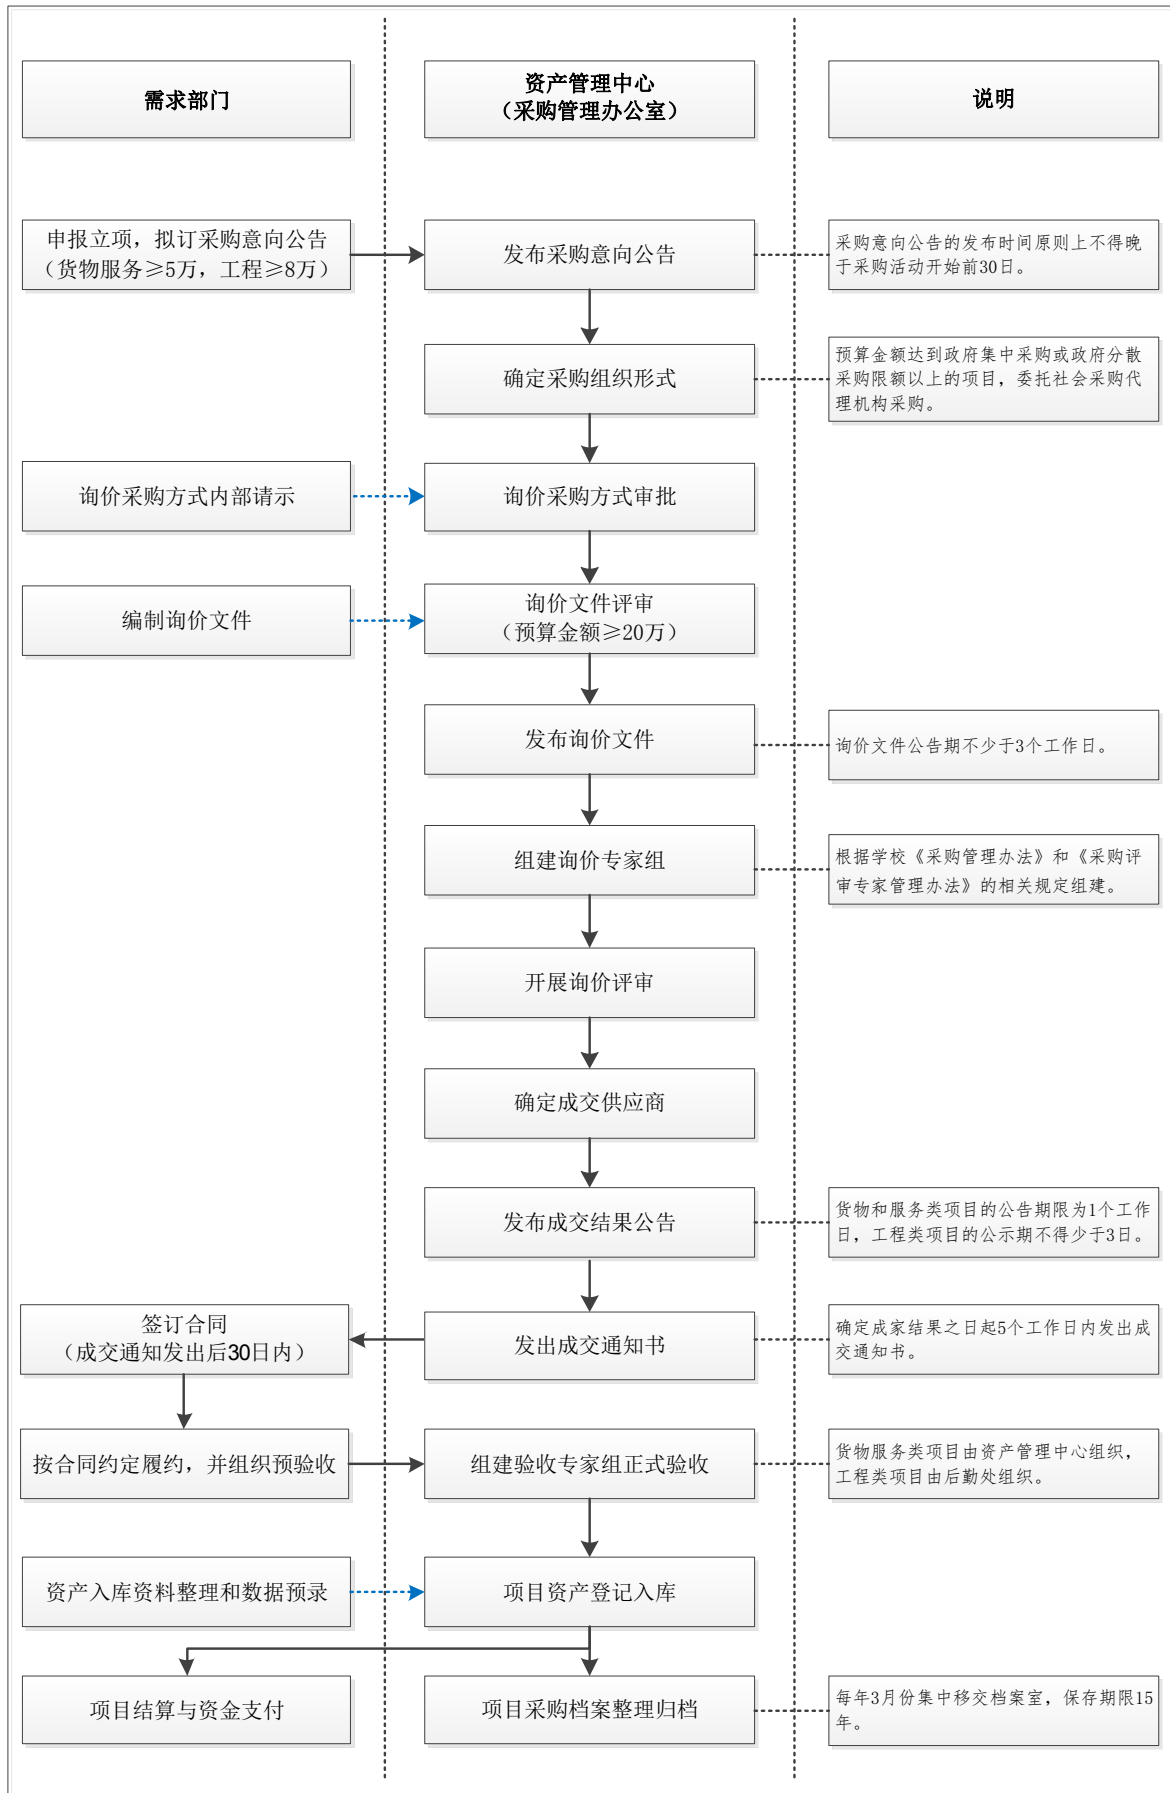 需求部门
资产管理中心
（采购管理办公室）
说明
申报立项，拟订采购意向公告
（货物服务≥5万，工程≥8万）
发布采购意向公告
采购意向公告的发布时间原则上不得晚
于采购活动开始前30日。
确定采购组织形式
预算金额达到政府集中采购或政府分散
采购限额以上的项目，委托社会采购代
理机构采购。
询价采购方式内部请示
询价采购方式审批
编制询价文件
询价文件评审
（预算金额≥20万）
发布询价文件
询价文件公告期不少于3个工作日。
组建询价专家组
根据学校《采购管理办法》和《采购评
审专家管理办法》的相关规定组建。
开展询价评审
确定成交供应商
发布成交结果公告
货物和服务类项目的公告期限为1个工作
日，工程类项目的公示期不得少于3日。
签订合同
（成交通知发出后30日内）
发出成交通知书
确定成家结果之日起5个工作日内发出成
交通知书。
按合同约定履约，并组织预验收
组建验收专家组正式验收
货物服务类项目由资产管理中心组织，
工程类项目由后勤处组织。
资产入库资料整理和数据预录
项目资产登记入库
项目结算与资金支付
项目采购档案整理归档
每年3月份集中移交档案室，保存期限15
年。